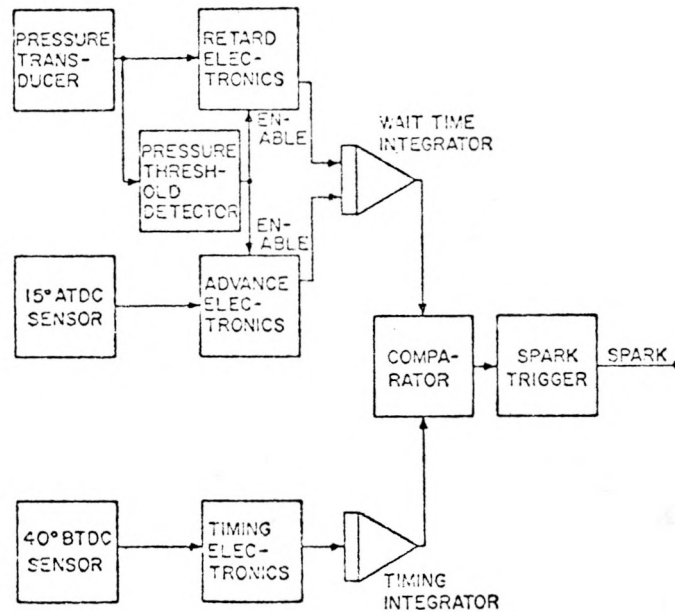 PRESSURE
TRANS-
DUCER
RETARD
ELEC-
TRONICS
EN-
ABLE
WAIT TIME
INTEGRATOR
PRESSURE
THRESH-
OLD
DETECTOR
EN-
ABLE
15° ATDC
SENSOR
ADVANCE
ELEC-
TRONICS
COMPA-
RATOR
SPARK
TRIGGER
SPARK
40° BTDC
SENSOR
TIMING
ELEC-
TRONICS
TIMING
INTEGRATOR